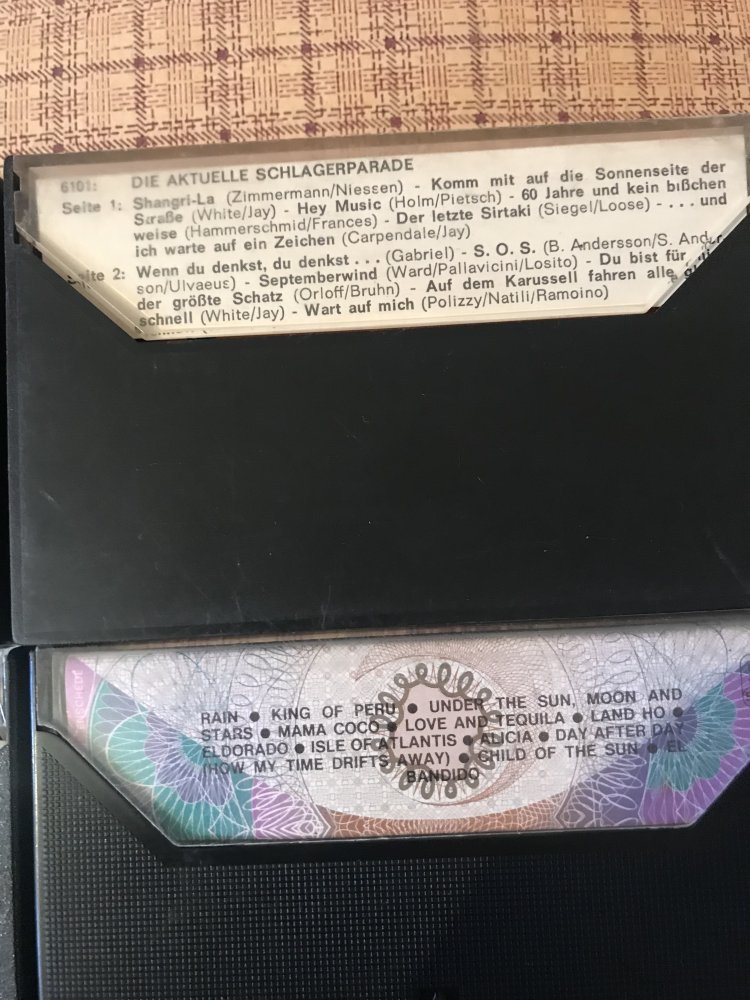 6101: DIE AKTUELLE SCHLAGERPARADE
Seite 1: Shangri-La (Zimmermann/Niessen) - Komm mit auf die Sonnenseite der
Straße (White/Jay) - Hey Music (Holm/Pietsch) - 60 Jahre und kein bißchen
weise (Hammerschmid/Frances) - Der letzte Sirtaki (Siegel/Loose) - ... und
ich warte auf ein Zeichen (Carpendale/Jay)
Seite 2: Wenn du denkst, du denkst ... (Gabriel) - S. O. S. (B. Andersson/S.
son/Ulvaeus) - Septemberwind (Ward/Pallavicini/Losito) - Du bist für
der größte Schatz (Orloff/Bruhn) - Auf dem Karussell fahren alle
schnell (White/Jay) - Wart auf mich (Polizzy/Natili/Ramoino)
RAIN ● KING OF PERU ● UNDER THE SUN, MOON AND
STARS ● MAMA COCO ● LOVE AND TEQUILA ● LAND HO ●
ELDORADO ● ISLE OF ATLANTIS ● ALICIA ● DAY AFTER DAY
(HOW MY TIME DRIFTS AWAY) ● CHILD OF THE SUN ● EL
BANDIDO